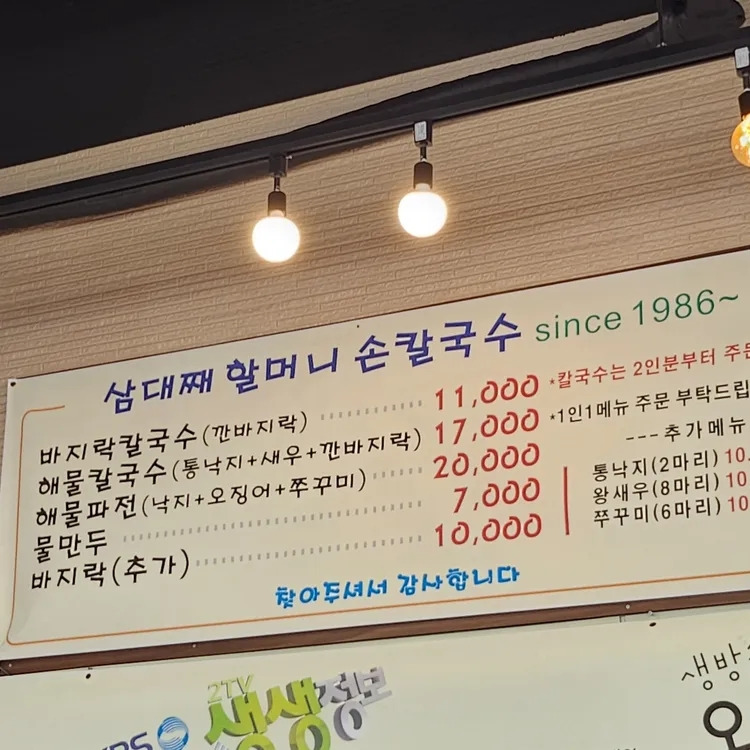 삼대째 할머니 손칼국수 since 1986~
바지락칼국수(깐바지락) 11,000
해물칼국수(통낙지+새우+깐바지락) 17,000
해물파전(낙지+오징어+쭈꾸미) 20,000
물만두 7,000
바지락(추가) 10,000
찾아주셔서 감사합니다
*칼국수는 2인분부터 주문
*1인1메뉴 주문 부탁드립
---추가메뉴
통낙지(2마리) 10,
왕새우(8마리) 10
쭈꾸미(6마리) 10
2TV
생생정보
생방